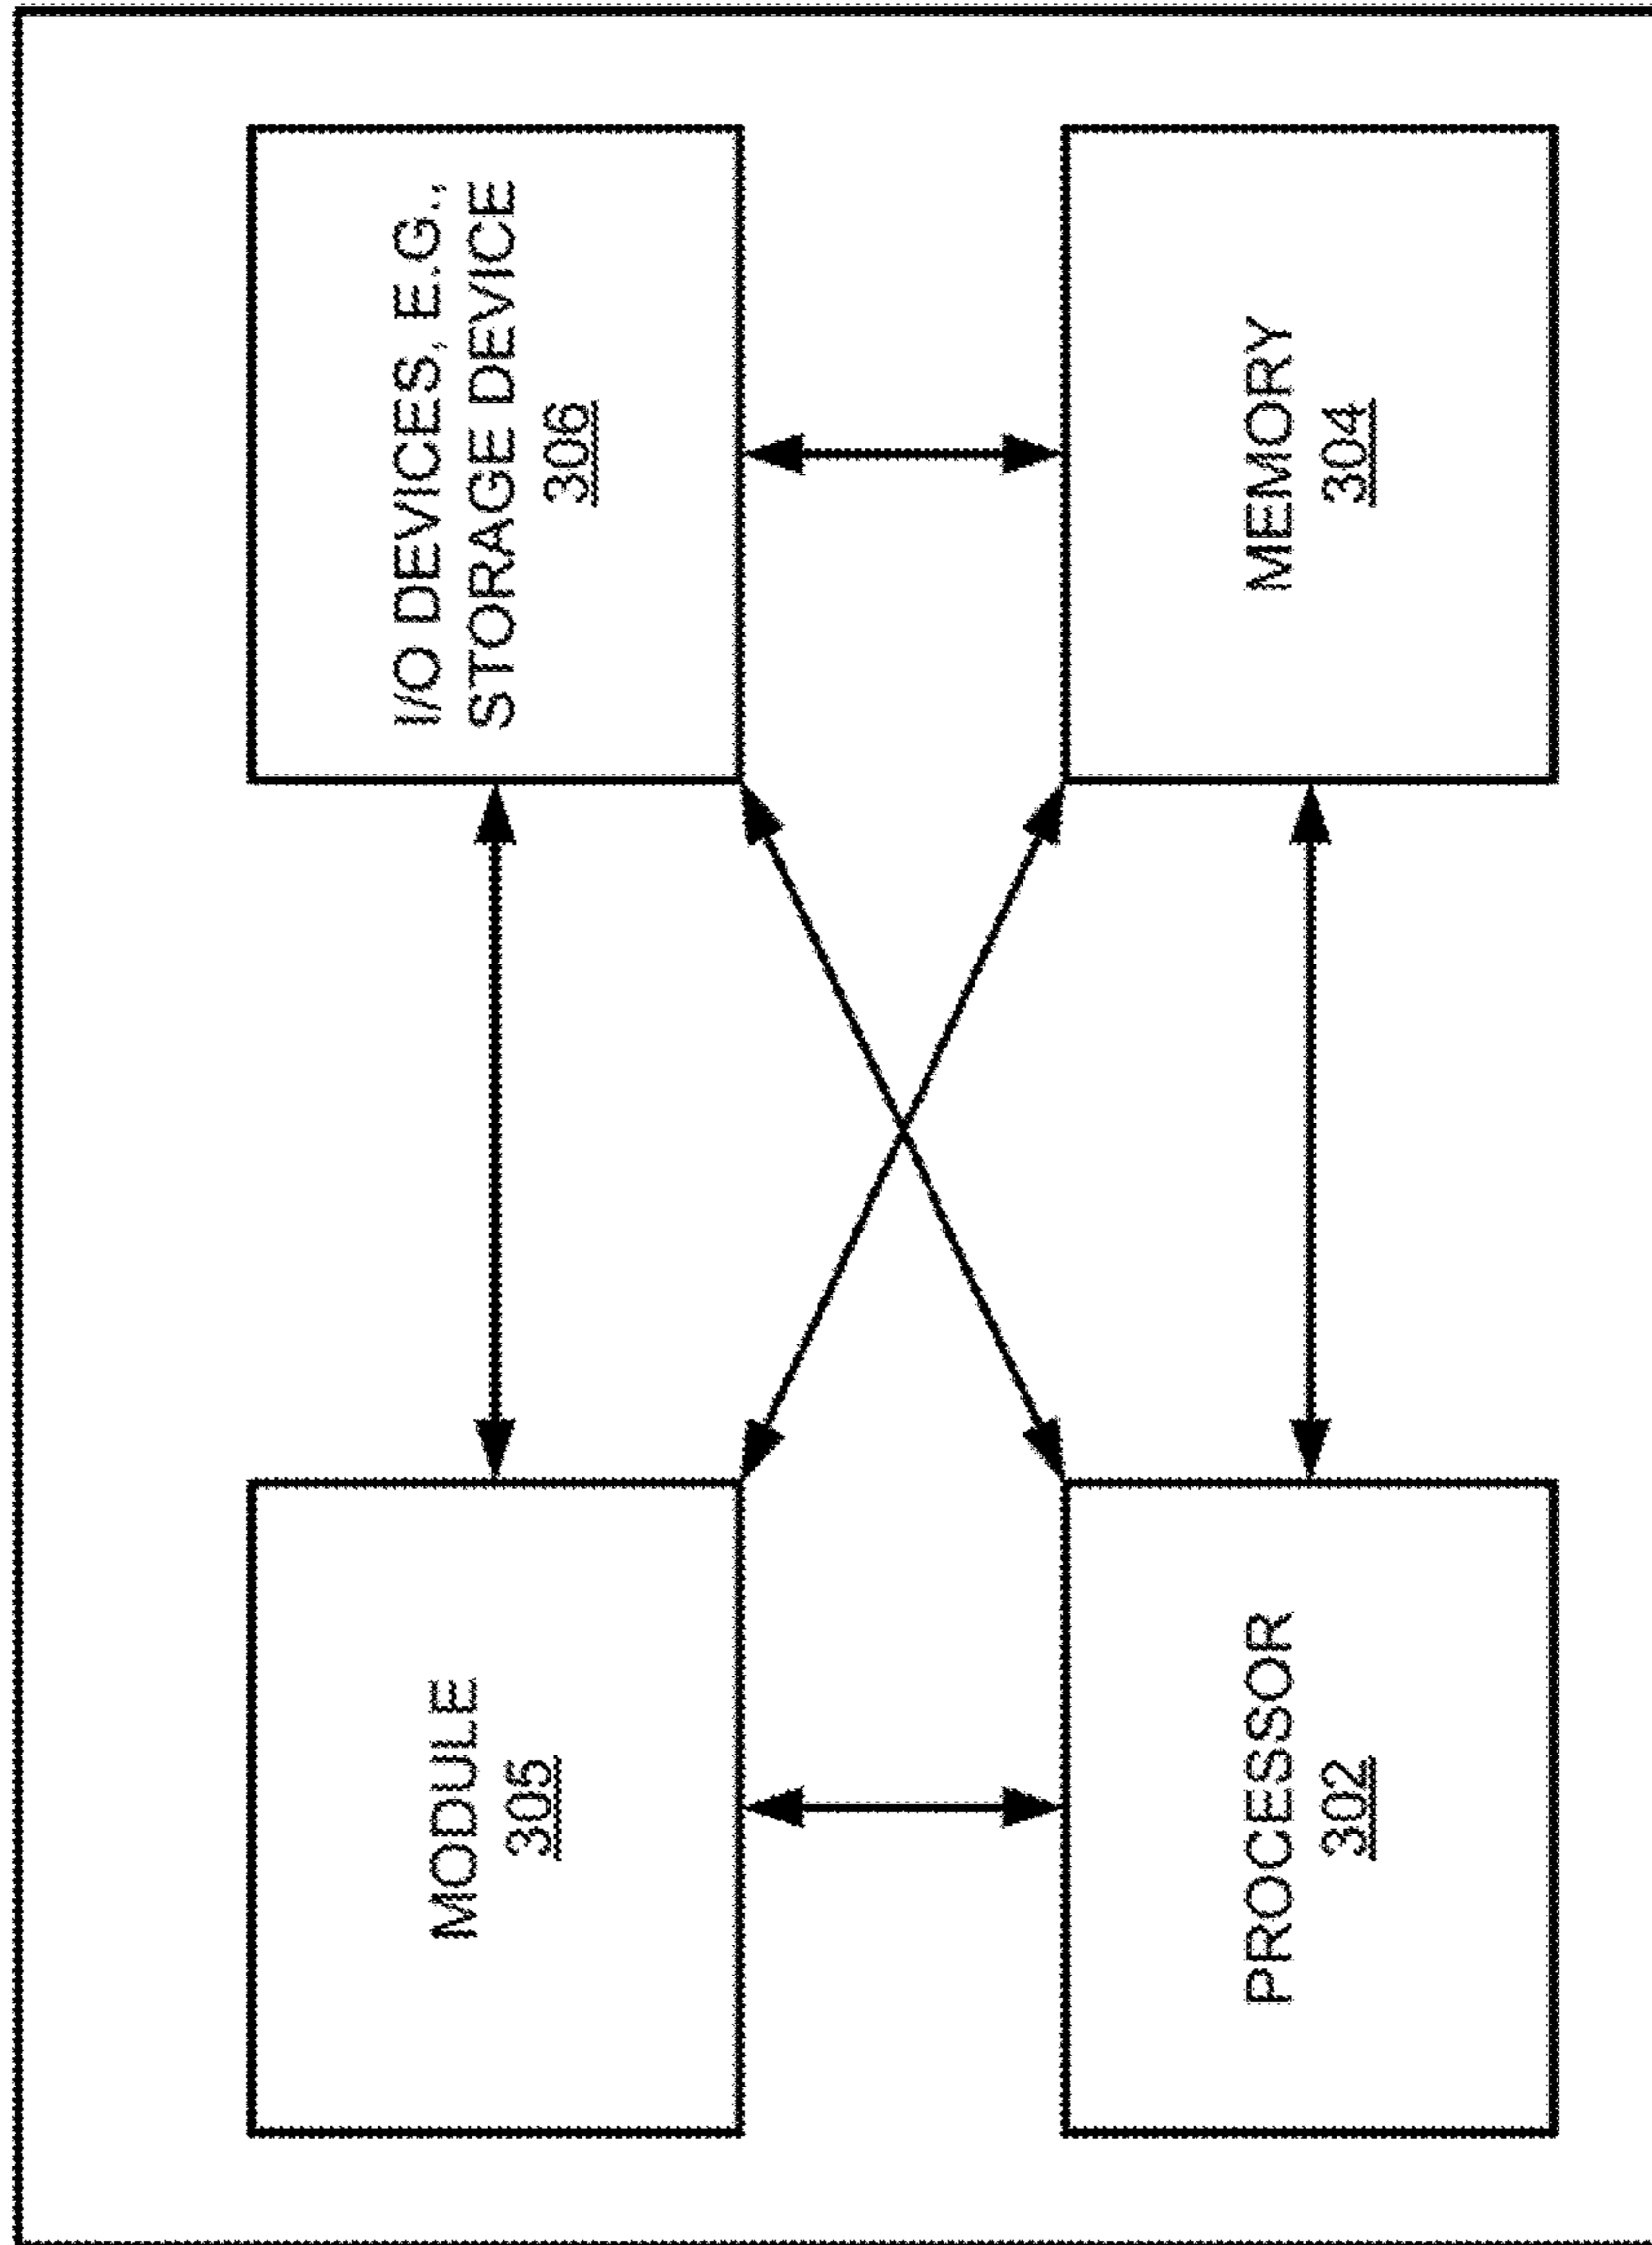 MODULE
305
I/O DEVICES, E.G.,
STORAGE DEVICE
306
PROCESSOR
302
MEMORY
304